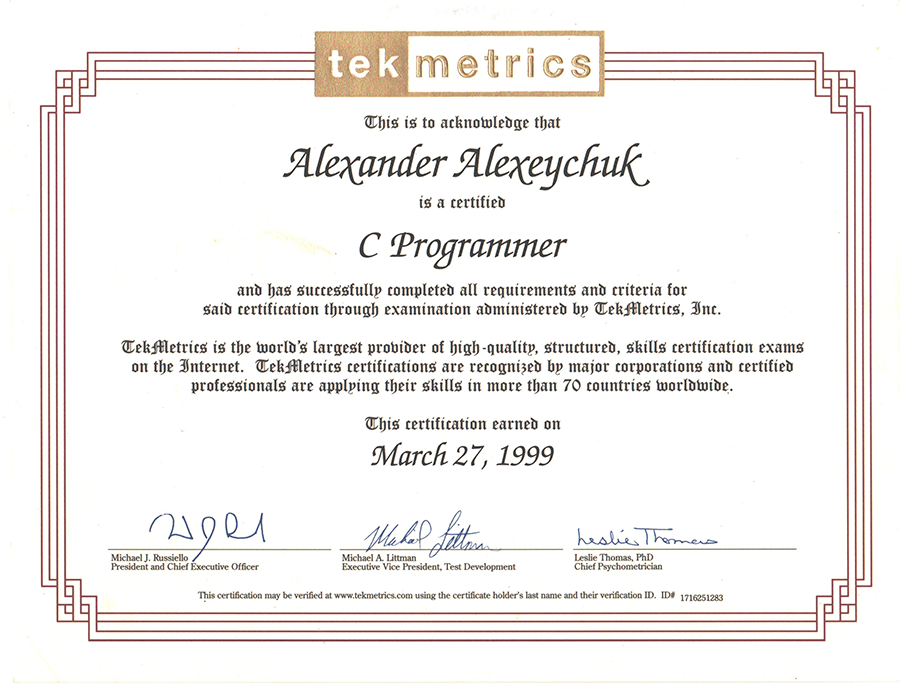 tekmetrics
This is to acknowledge that
Alexander Alexeychuk
is a certified
C Programmer
and has successfully completed all requirements and criteria for
said certification through examination administered by TekMetrics, Inc.
TekMetrics is the world's largest provider of high-quality, structured, skills certification exams
on the Internet. TekMetrics certifications are recognized by major corporations and certified
professionals are applying their skills in more than 70 countries worldwide.
This certification earned on
March 27, 1999
Michael Littman
Leslie Thomas
Michael J. Russiello
President and Chief Executive Officer
Michael A. Littman
Executive Vice President, Test Development
Leslie Thomas, PhD
Chief Psychometrician
This certification may be verified at www.tekmetrics.com using the certificate holder's last name and their verification ID. ID# 1716251283